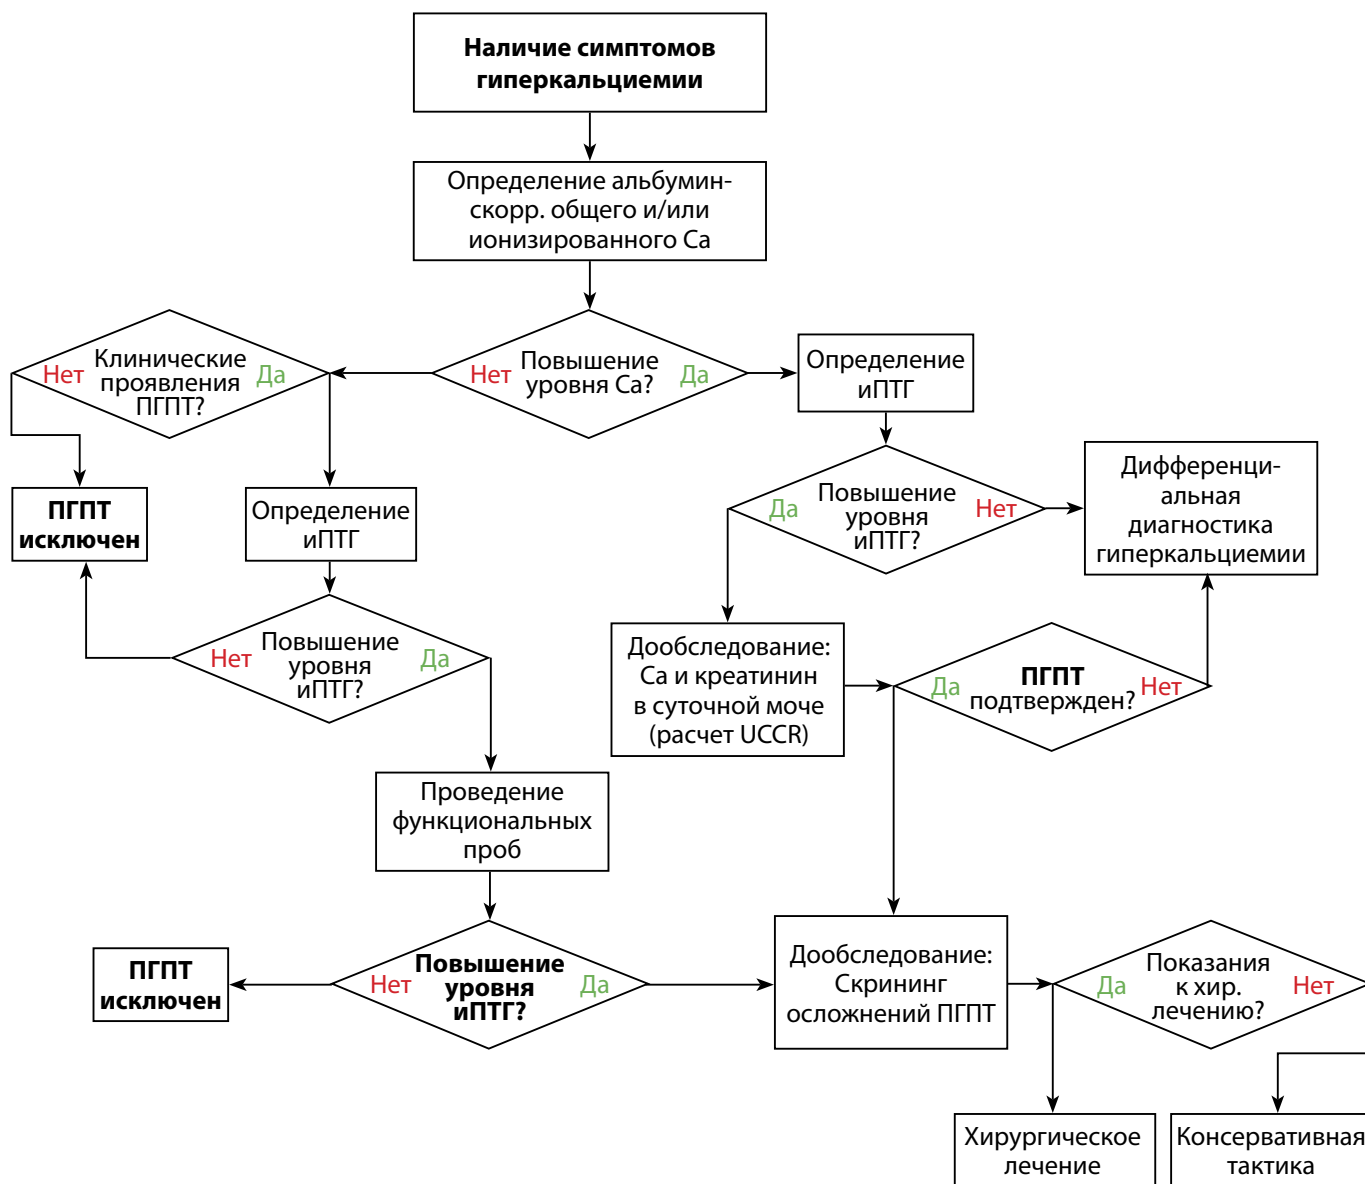 Наличие симптомов
гиперкальциемии
Определение альбумин-
скорр. общего и/или
ионизированного Ca
Клинические
проявления
ПГПТ?
Нет
Да
Повышение
уровня Ca?
Нет
Да
Определение
иПТГ
ПГПТ
исключен
Определение
иПТГ
Повышение
уровня
иПТГ?
Да
Нет
Дифференци-
альная
диагностика
гиперкальциемии
Повышение
уровня
иПТГ?
Нет
Да
Дообследование:
Ca и креатинин
в суточной моче
(расчет UCCR)
ПГПТ
подтвержден?
Да
Нет
Проведение
функциональных
проб
ПГПТ
исключен
Повышение
уровня
иПТГ?
Нет
Да
Дообследование:
Скрининг
осложнений ПГПТ
Показания
к хир.
лечению?
Да
Нет
Хирургическое
лечение
Консервативная
тактика